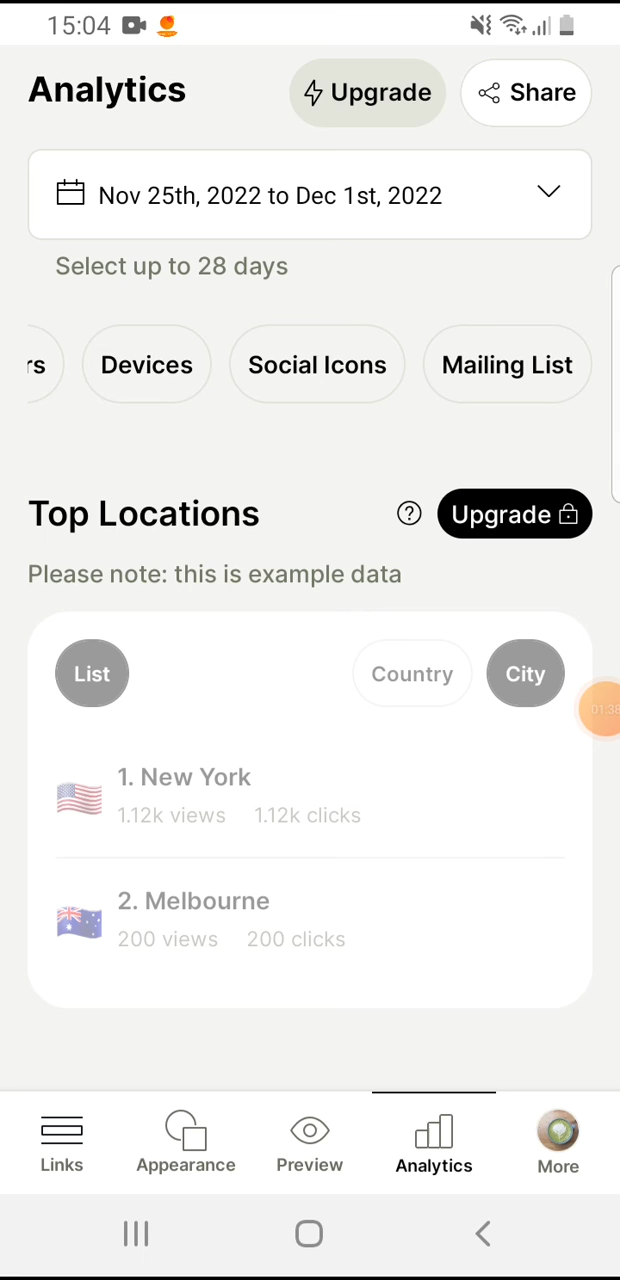 15:04
Analytics
Upgrade
Share
Nov 25th, 2022 to Dec 1st, 2022
Select up to 28 days
rs
Devices
Social Icons
Mailing List
Top Locations
?
Upgrade
Please note: this is example data
List
Country
City
01:38
1. New York
1.12k views 1.12k clicks
2. Melbourne
200 views 200 clicks
Links
Appearance
Preview
Analytics
More